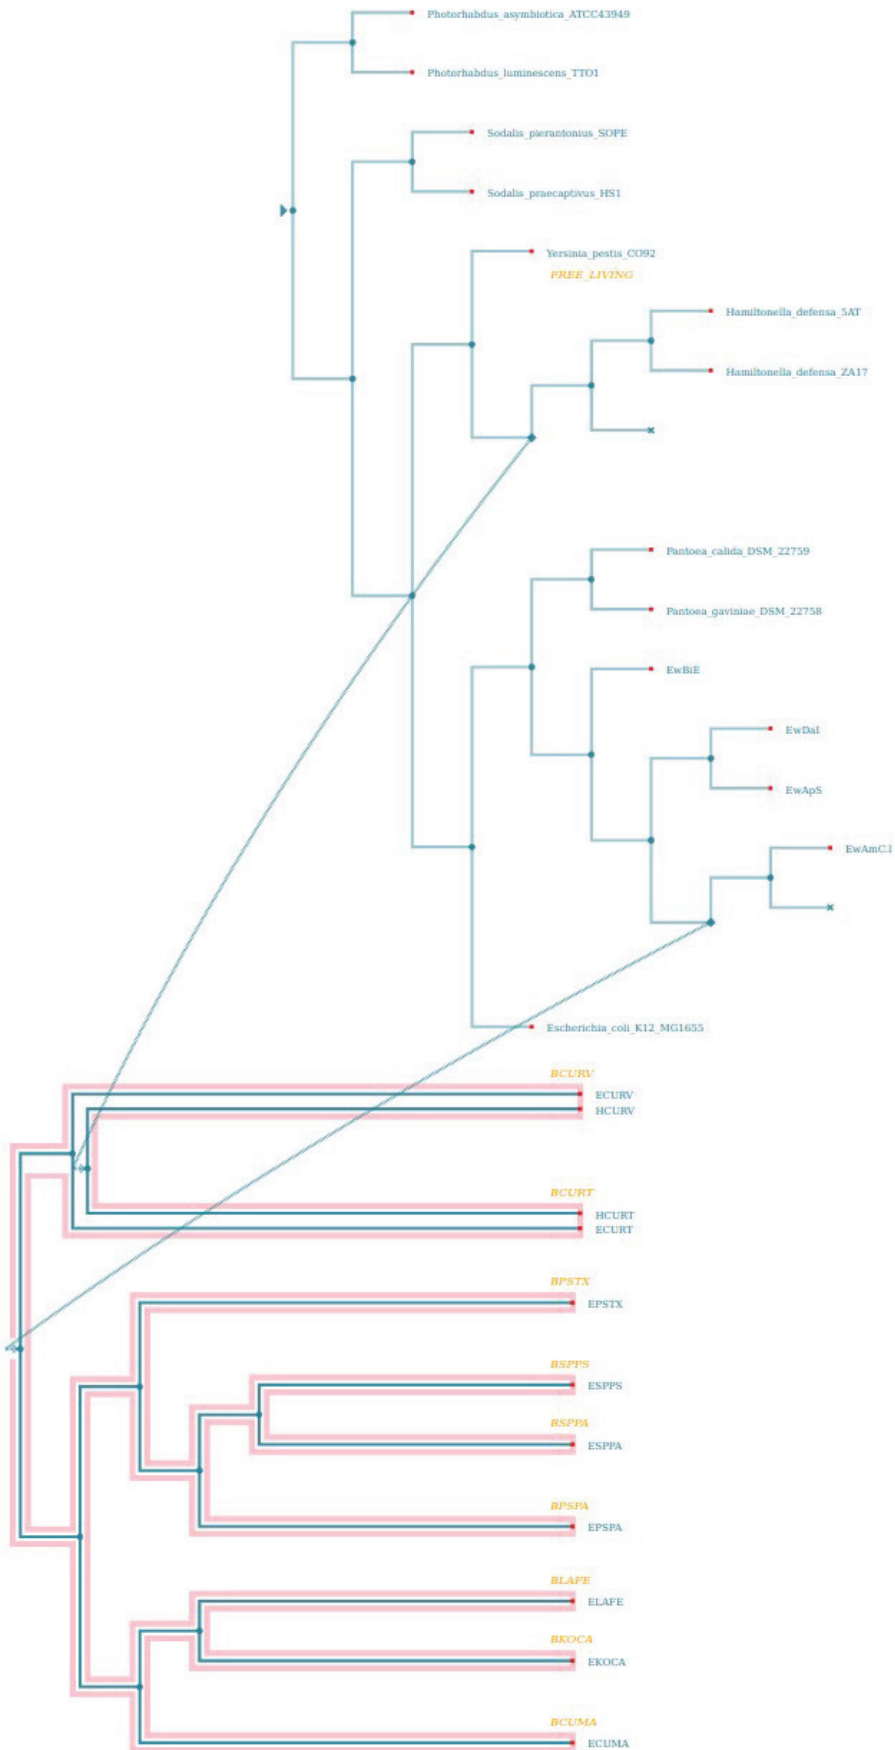 Photorhabdus_asymbiotica_ATCC43949
Photorhabdus_luminescens_TTO1
Sodalis_pierantonius_SOPE
Sodalis_praecaptivus_HS1
Yersinia_pestis_CO92
FREE_LIVING
Hamiltonella_defensa_5AT
Hamiltonella_defensa_ZA17
Pantoea_calida_DSM_22759
Pantoea_gaviniae_DSM_22758
EwBiE
EwDaI
EwApS
EwAmC.I
Escherichia_coli_K12_MG1655
BCURV
ECURV
HCURV
BCURT
HCURT
ECURT
BPSTX
EPSTX
BSPPS
ESPPS
BSPPA
ESPPA
BPSPA
EPSPA
BLAFE
ELAFE
BKOCA
EKOCA
BCUMA
ECUMA